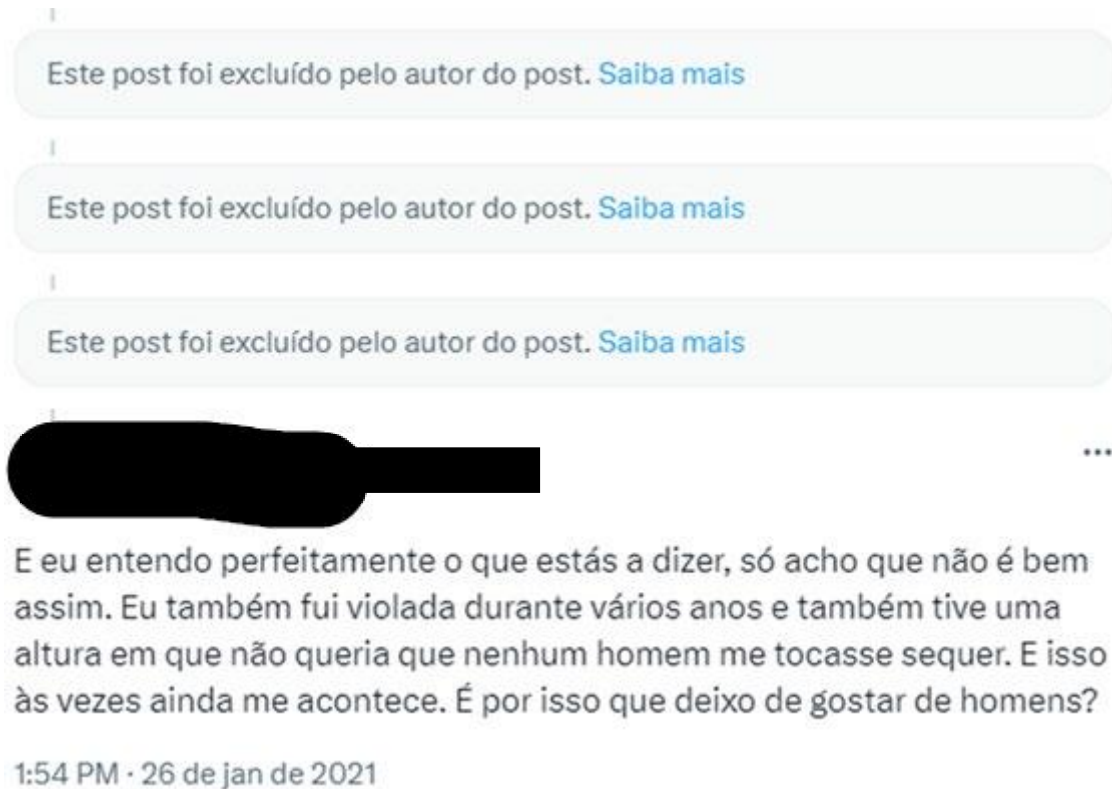 Este post foi excluído pelo autor do post. Saiba mais
Este post foi excluído pelo autor do post. Saiba mais
Este post foi excluído pelo autor do post. Saiba mais
E eu entendo perfeitamente o que estás a dizer, só acho que não é bem
assim. Eu também fui violada durante vários anos e também tive uma
altura em que não queria que nenhum homem me tocasse sequer. E isso
às vezes ainda me acontece. É por isso que deixo de gostar de homens?
1:54 PM · 26 de jan de 2021